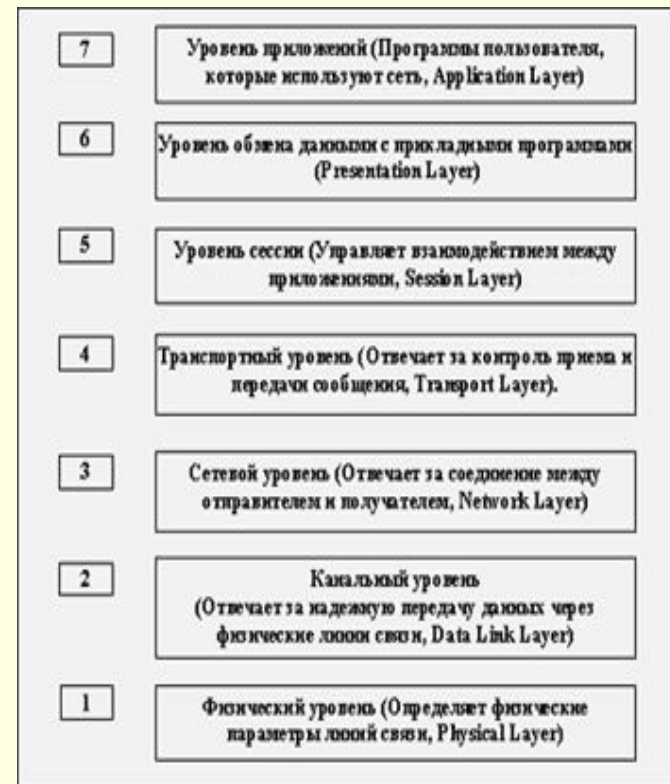 7
Уровень приложений (Программы пользователя,
которые используют сеть, Application Layer)
6
Уровень обмена данными с прикладными программами
(Presentation Layer)
5
Уровень сессии (Управляет взаимодействием между
приложениями, Session Layer)
4
Транспортный уровень (Отвечает за контроль приема и
передачи сообщения, Transport Layer).
3
Сетевой уровень (Отвечает за соединение между
отправителем и получателем, Network Layer)
2
Канальный уровень
(Отвечает за надежную передачу данных через
физические линии связи, Data Link Layer)
1
Физический уровень (Определяет физические
параметры линий связи, Physical Layer)